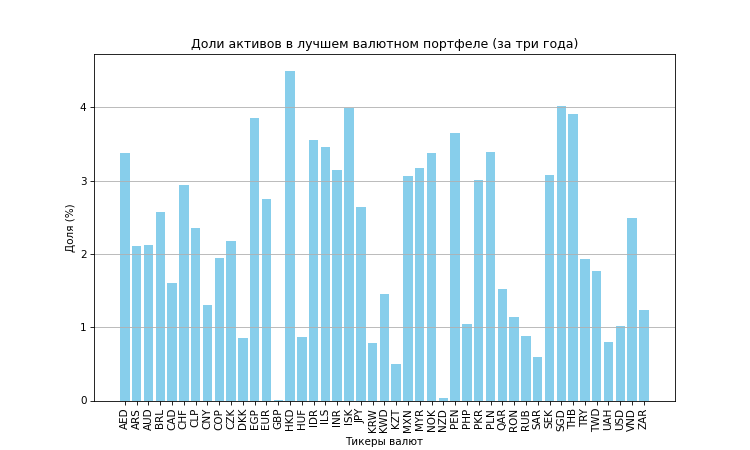 Доли активов в лучшем валютном портфеле (за три года)
Доля (%)
4
3
2
1
0
AED ARS AUD BRL CAD CHF CLP CNY COP CZK DKK EGP EUR GBP HKD HUF IDR ILS INR ISK JPY KRW KWD KZT MXN MYR NOK NZD PEN PHP PKR PLN QAR RON RUB SAR SEK SGD THB TRY TWD UAH USD VND ZAR
Тикеры валют